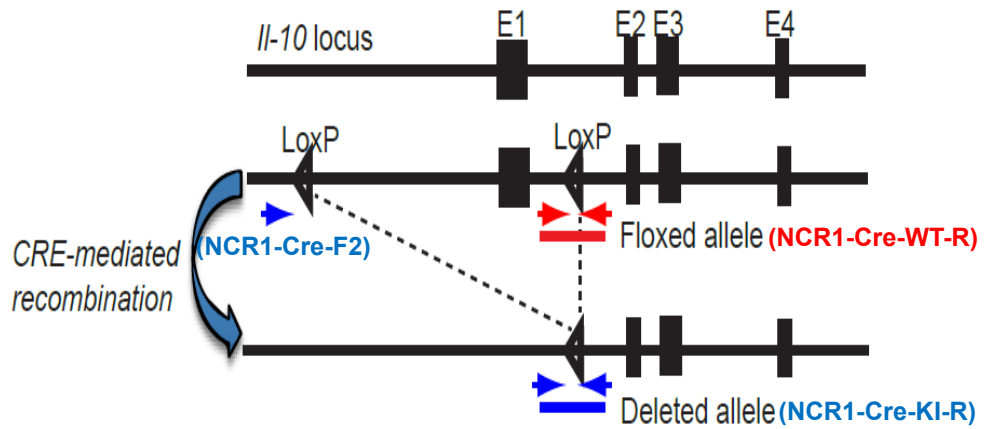 Il-10 locus
E1 E2 E3 E4
LoxP LoxP
(NCR1-Cre-F2)
Floxed allele (NCR1-Cre-WT-R)
CRE-mediated
recombination
Deleted allele (NCR1-Cre-KI-R)